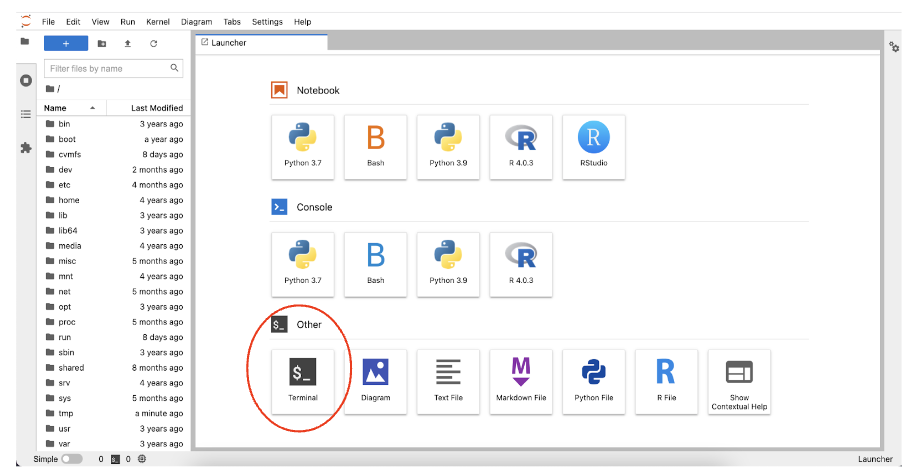 File Edit View Run Kernel Diagram Tabs Settings Help
+
Filter files by name
/
Name Last Modified
bin 3 years ago
boot a year ago
cvmfs 8 days ago
dev 2 months ago
etc 4 months ago
home 4 years ago
lib 3 years ago
lib64 3 years ago
media 4 years ago
misc 5 months ago
mnt 4 years ago
net 5 months ago
opt 3 years ago
proc 5 months ago
run 8 days ago
sbin 3 years ago
shared 8 months ago
srv 4 years ago
sys 5 months ago
tmp a minute ago
usr 3 years ago
var 3 years ago
Launcher
Notebook
Python 3.7
B
Bash
Python 3.9
R
R 4.0.3
R
RStudio
>_ Console
Python 3.7
B
Bash
Python 3.9
R
R 4.0.3
$_ Other
$_
Terminal
Diagram
Text File
M
Markdown File
Python File
R
R File
Show
Contextual Help
Simple 0 $_ 0
Launcher